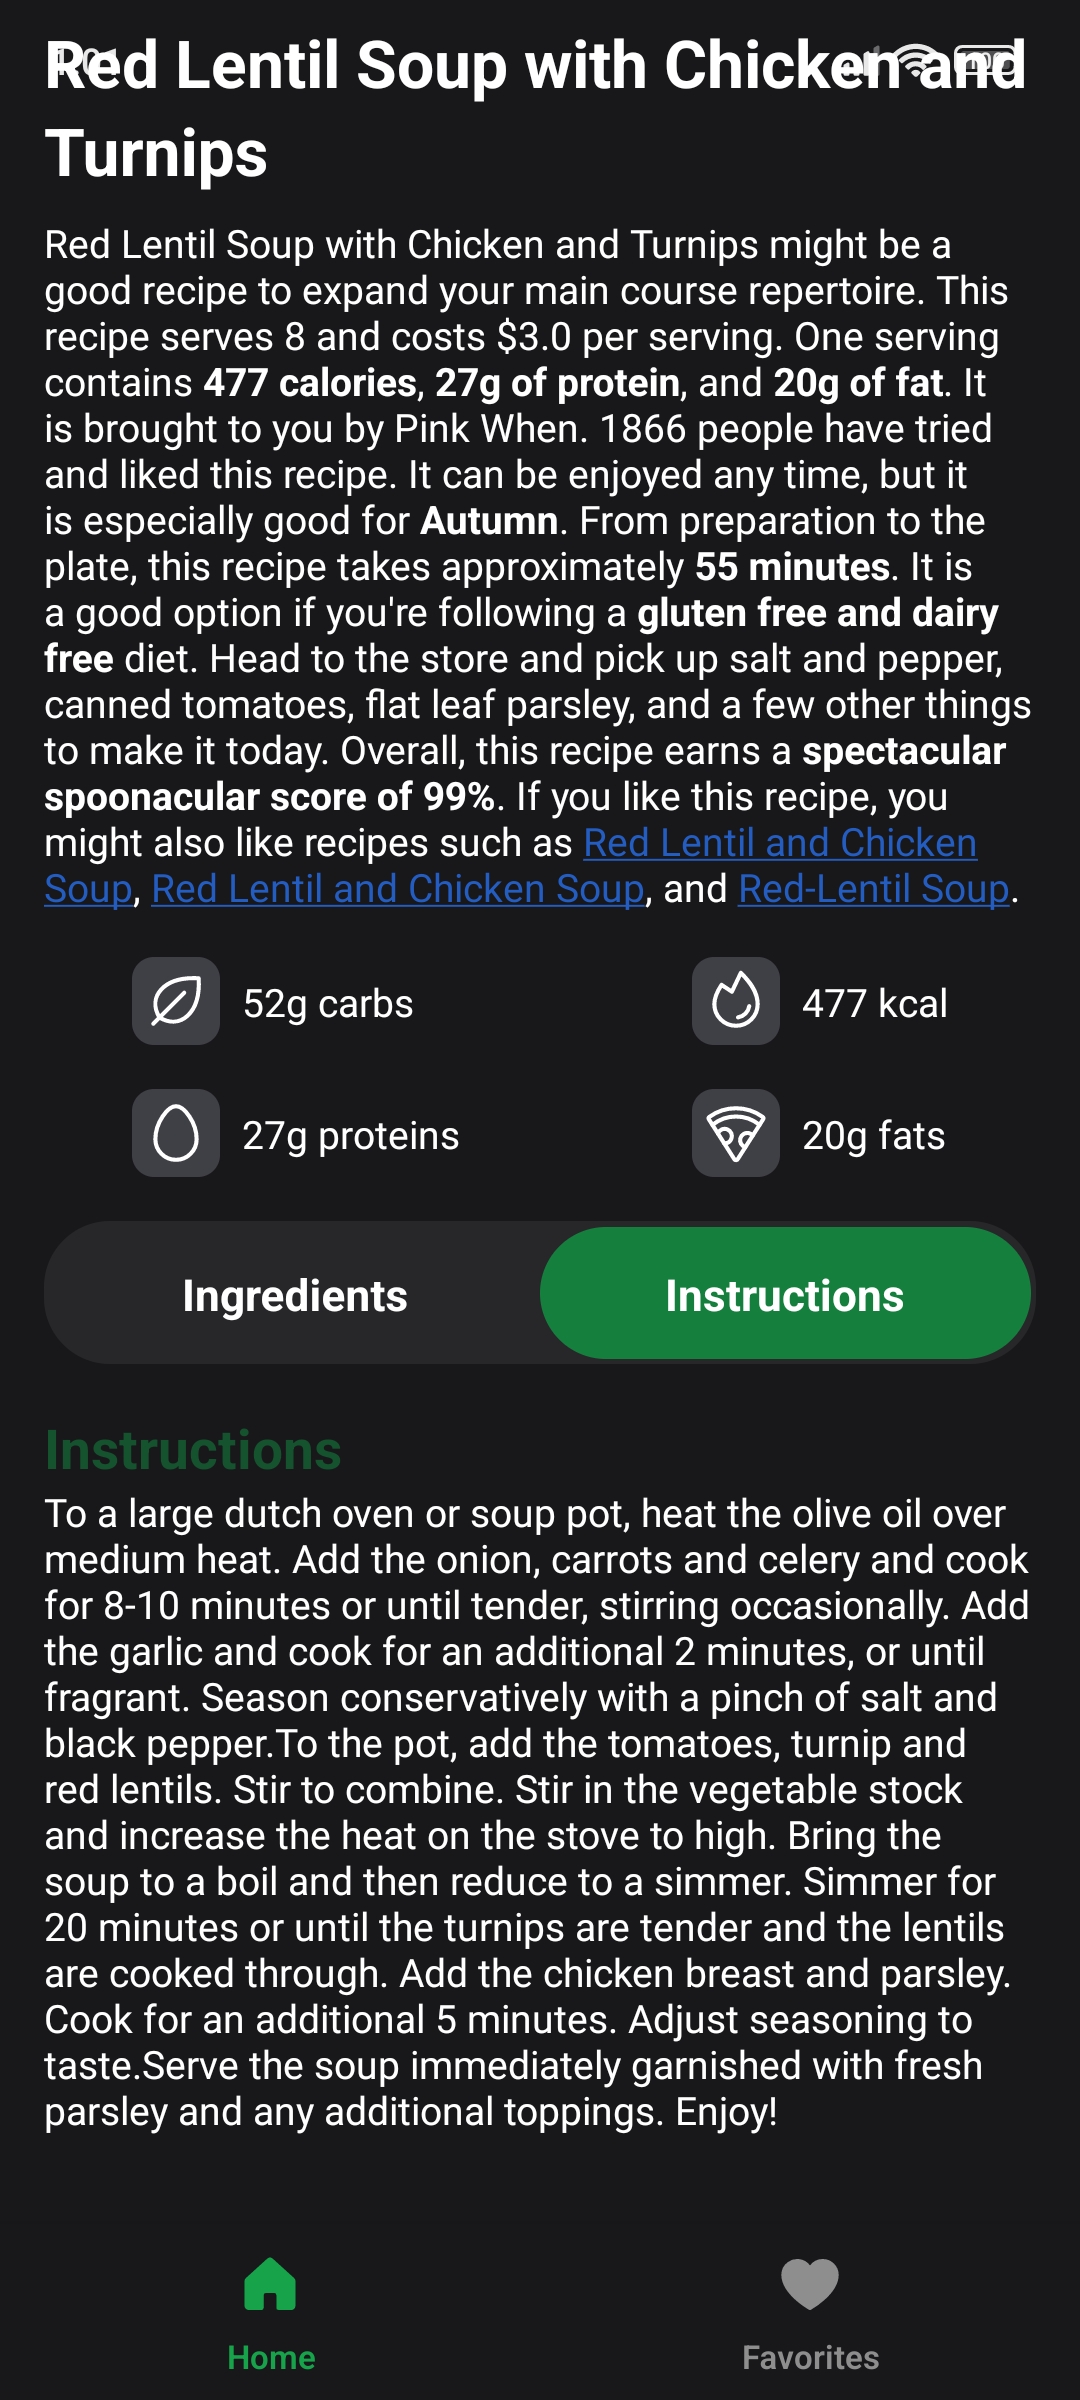 Red Lentil Soup with Chicken and
Turnips
Red Lentil Soup with Chicken and Turnips might be a
good recipe to expand your main course repertoire. This
recipe serves 8 and costs $3.0 per serving. One serving
contains 477 calories, 27g of protein, and 20g of fat. It
is brought to you by Pink When. 1866 people have tried
and liked this recipe. It can be enjoyed any time, but it
is especially good for Autumn. From preparation to the
plate, this recipe takes approximately 55 minutes. It is
a good option if you're following a gluten free and dairy
free diet. Head to the store and pick up salt and pepper,
canned tomatoes, flat leaf parsley, and a few other things
to make it today. Overall, this recipe earns a spectacular
spoonacular score of 99%. If you like this recipe, you
might also like recipes such as Red Lentil and Chicken
Soup, Red Lentil and Chicken Soup, and Red-Lentil Soup.
52g carbs
477 kcal
27g proteins
20g fats
Ingredients
Instructions
Instructions
To a large dutch oven or soup pot, heat the olive oil over
medium heat. Add the onion, carrots and celery and cook
for 8-10 minutes or until tender, stirring occasionally. Add
the garlic and cook for an additional 2 minutes, or until
fragrant. Season conservatively with a pinch of salt and
black pepper.To the pot, add the tomatoes, turnip and
red lentils. Stir to combine. Stir in the vegetable stock
and increase the heat on the stove to high. Bring the
soup to a boil and then reduce to a simmer. Simmer for
20 minutes or until the turnips are tender and the lentils
are cooked through. Add the chicken breast and parsley.
Cook for an additional 5 minutes. Adjust seasoning to
taste.Serve the soup immediately garnished with fresh
parsley and any additional toppings. Enjoy!
Home
Favorites